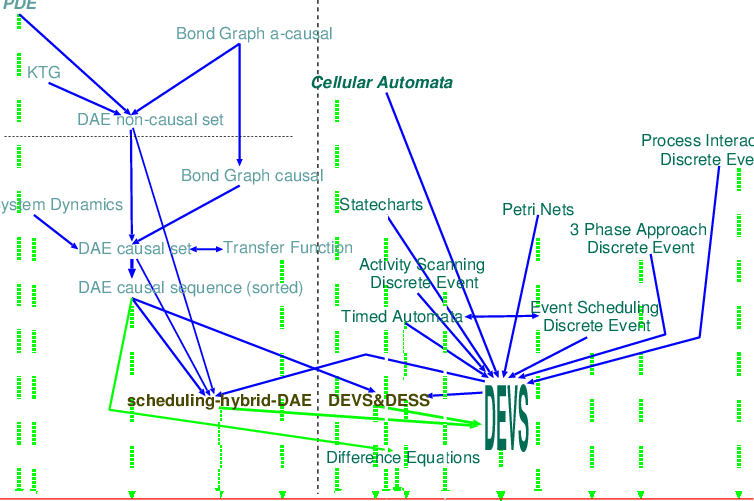 PDE
Bond Graph a-causal
KTG
Cellular Automata
DAE non-causal set
Process Interac
Discrete Eve
Bond Graph causal
ystem Dynamics
Statecharts
Petri Nets
3 Phase Approach
Discrete Event
DAE causal set
Transfer Function
Activity Scanning
Discrete Event
DAE causal sequence (sorted)
Timed Automata
Event Scheduling
Discrete Event
scheduling-hybrid-DAE
DEVS&DESS
DEVS
Difference Equations